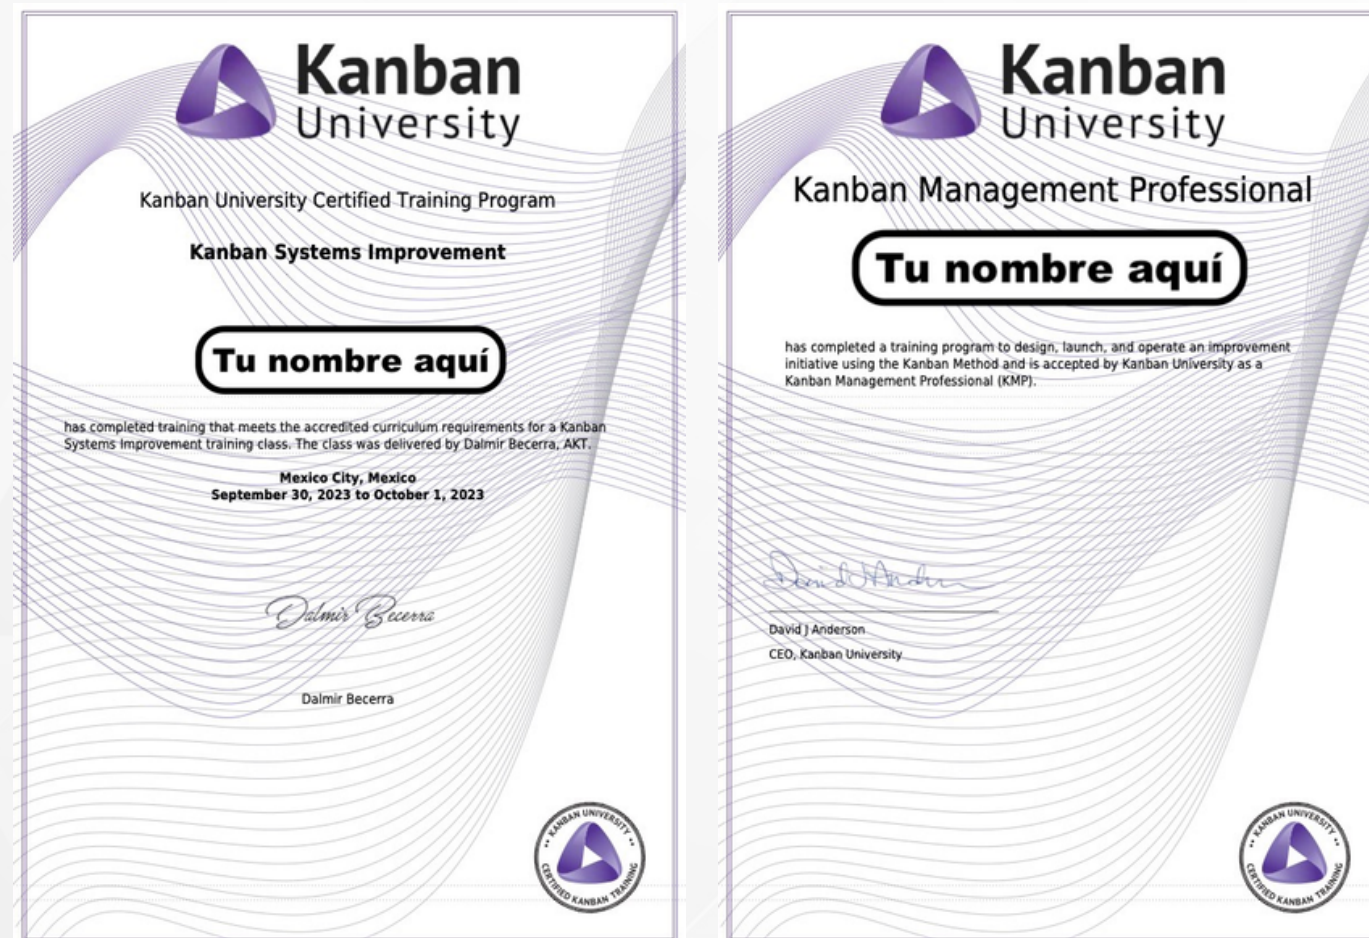 Kanban
University
Kanban University Certified Training Program
Kanban Systems Improvement
Tu nombre aquí
has completed training that meets the accredited curriculum requirements for a Kanban
Systems Improvement training class. The class was delivered by Dalmir Becerra, AKT.
Mexico City, Mexico
September 30, 2023 to October 1, 2023
Dalmir Becerra
Dalmir Becerra
KANBAN UNIVERSITY
CERTIFIED KANBAN TRAINING
Kanban
University
Kanban Management Professional
Tu nombre aquí
has completed a training program to design, launch, and operate an improvement
initiative using the Kanban Method and is accepted by Kanban University as a
Kanban Management Professional (KMP).
David J Anderson
CEO, Kanban University
KANBAN UNIVERSITY
CERTIFIED KANBAN TRAINING